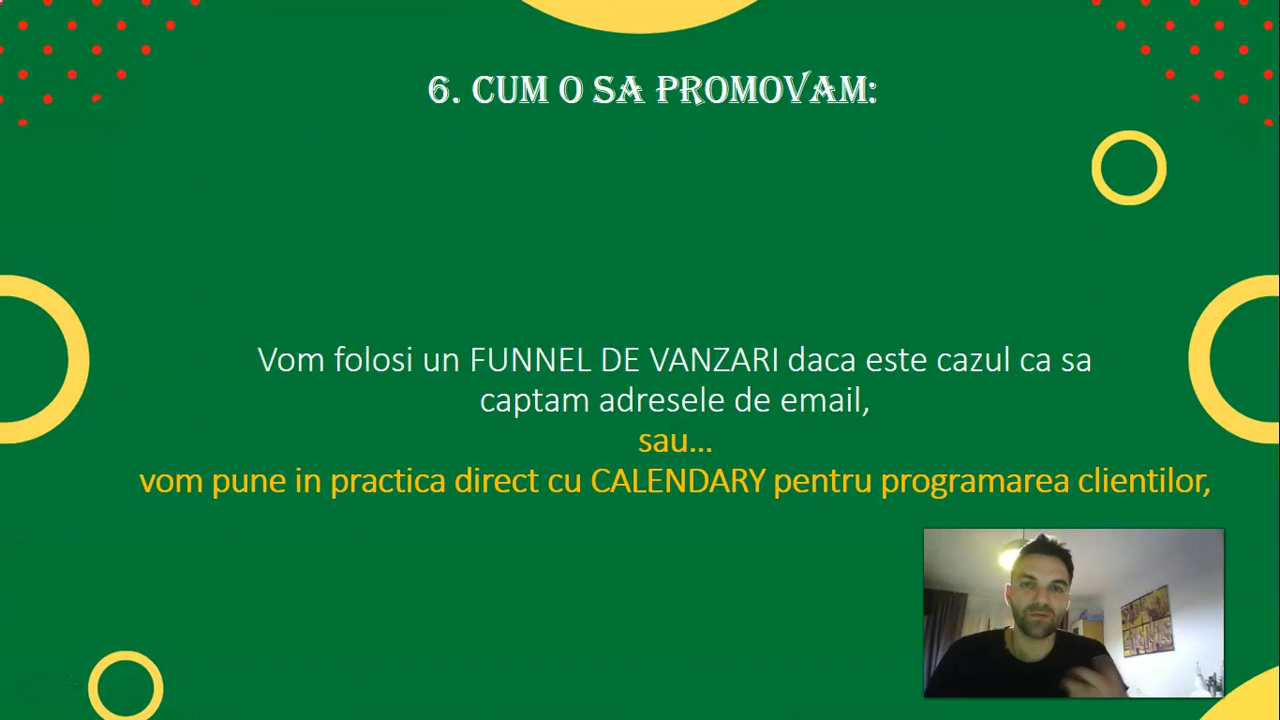 6. CUM O SA PROMOVAM:
Vom folosi un FUNNEL DE VANZARI daca este cazul ca sa
captam adresele de email,
sau...
vom pune in practica direct cu CALENDARY pentru programarea clientilor,